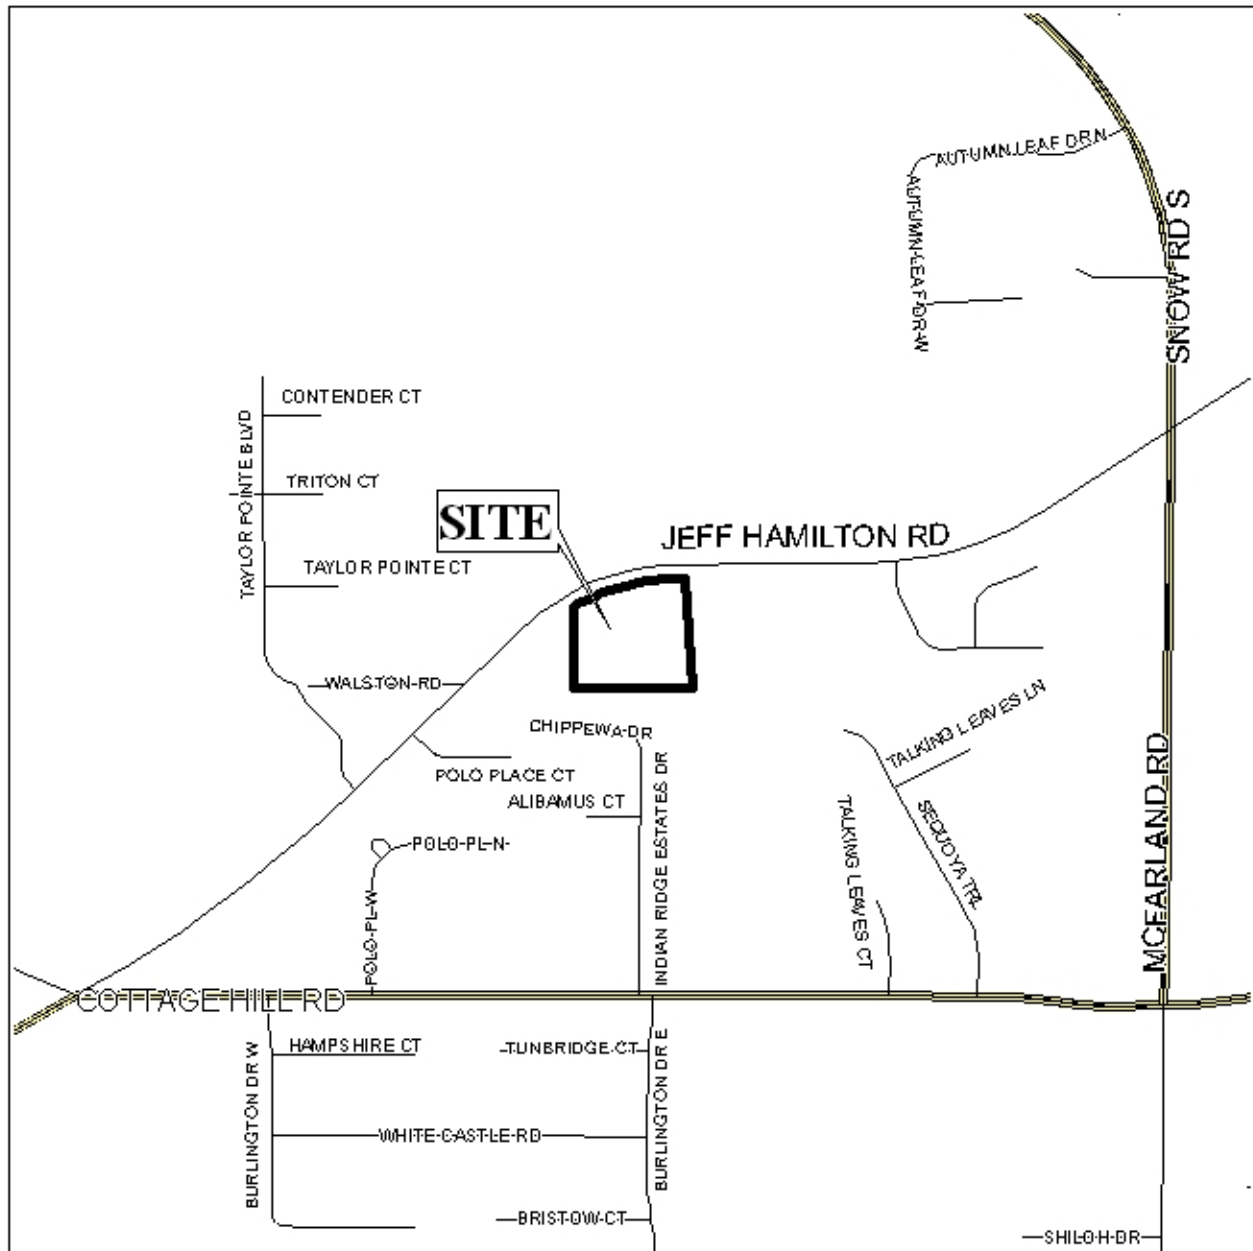 AUTUMN LEAF DR N
AUTUMN LEAF DR W
SNOW RD S
CONTENDER CT
TAYLOR POINTE BLVD
TRITON CT
SITE
JEFF HAMILTON RD
TAYLOR POINTE CT
WALSTON RD
CHIPPEWA DR
TALKING LEAVES LN
POLO PLACE CT
ALIBAMUS CT
INDIAN RIDGE ESTATES DR
TALKING LEAVES CT
SEQUOYA TRL
MCFARLAND RD
POLO PL N
POLO PL W
COTTAGE HILL RD
HAMPSHIRE CT
TUNBRIDGE CT
BURLINGTON DR W
BURLINGTON DR E
WHITE CASTLE RD
BRISTOW CT
SHILOH DR